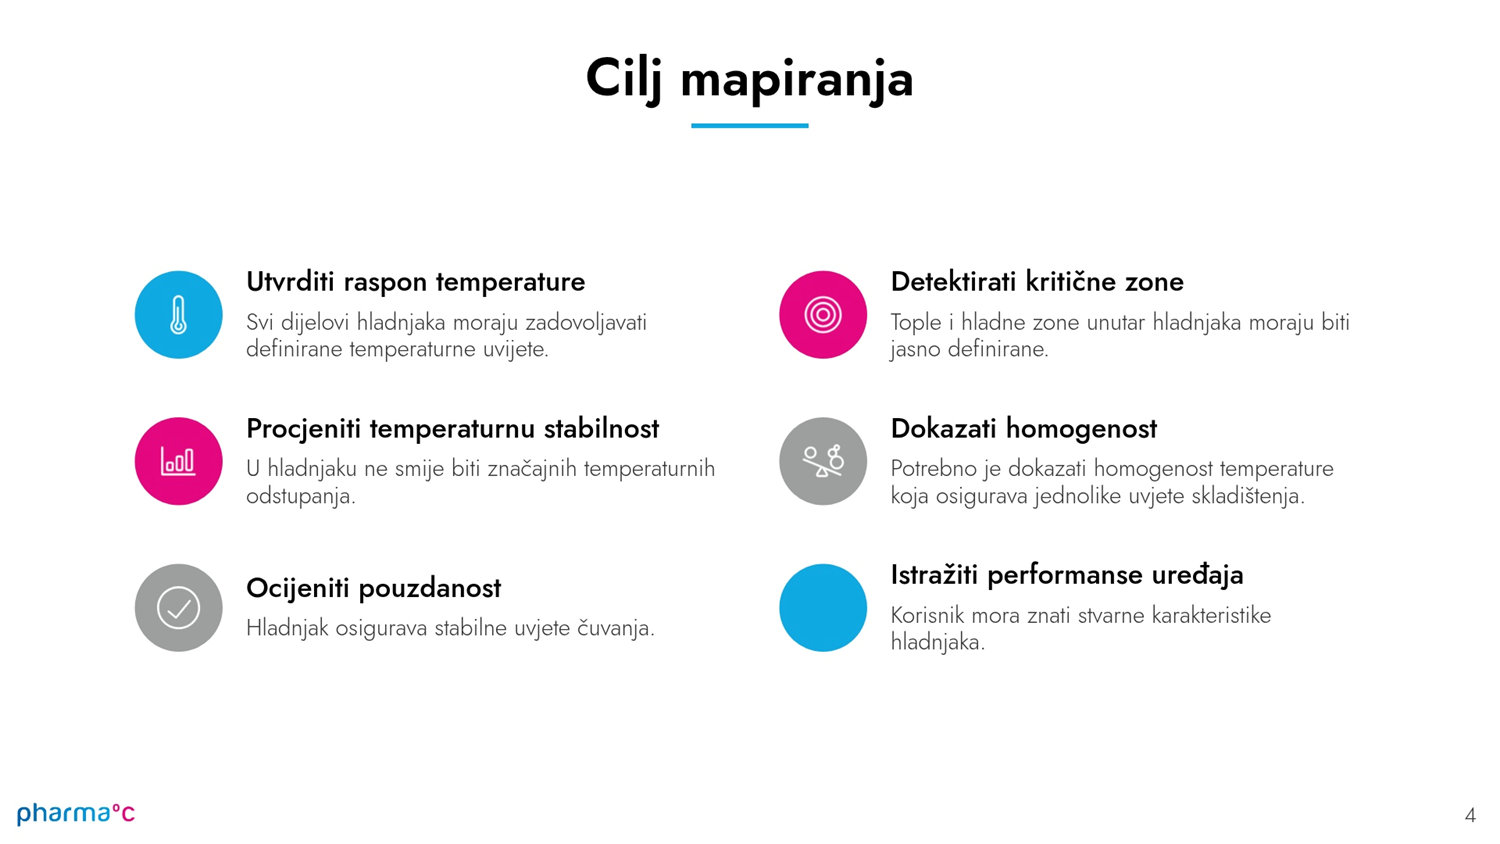 Cilj mapiranja
Utvrditi raspon temperature
Svi dijelovi hladnjaka moraju zadovoljavati
definirane temperaturne uvijete.
Procjeniti temperaturnu stabilnost
U hladnjaku ne smije biti značajnih temperaturnih
odstupanja.
Ocijeniti pouzdanost
Hladnjak osigurava stabilne uvjete čuvanja.
Detektirati kritične zone
Tople i hladne zone unutar hladnjaka moraju biti
jasno definirane.
Dokazati homogenost
Potrebno je dokazati homogenost temperature
koja osigurava jednolike uvjete skladištenja.
Istražiti performanse uređaja
Korisnik mora znati stvarne karakteristike
hladnjaka.
pharma°c
4